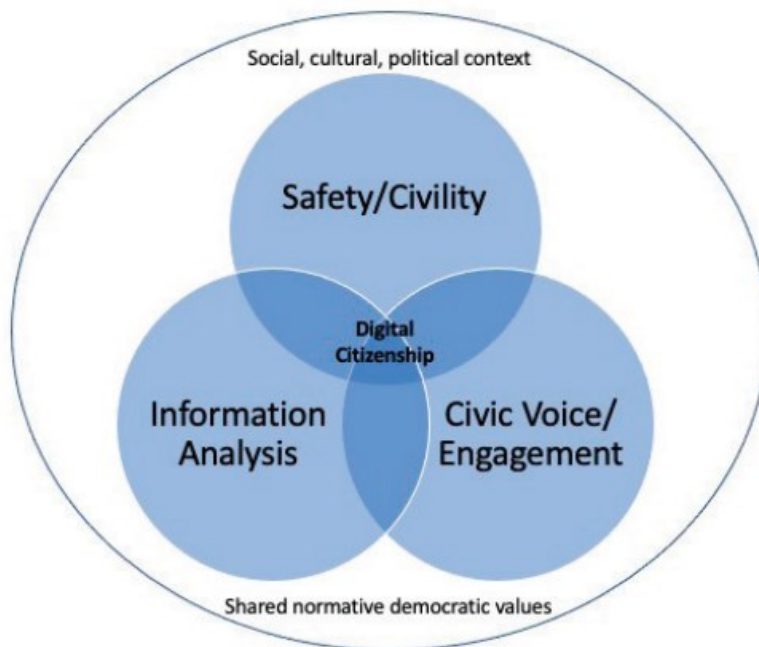 Social, cultural, political context
Safety/Civility
Digital
Citizenship
Information
Analysis
Civic Voice/
Engagement
Shared normative democratic values